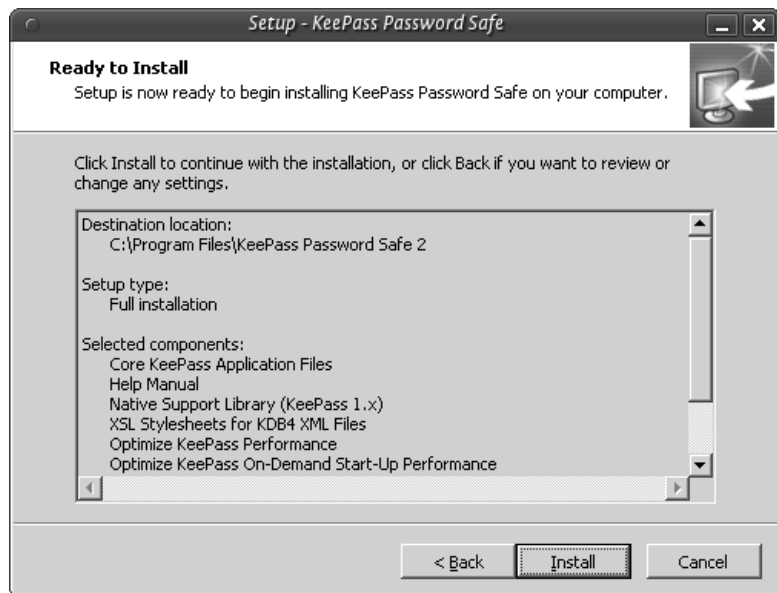 Setup - KeePass Password Safe
Ready to Install
Setup is now ready to begin installing KeePass Password Safe on your computer.
Click Install to continue with the installation, or click Back if you want to review or
change any settings.
Destination location:
C:\Program Files\KeePass Password Safe 2
Setup type:
Full installation
Selected components:
Core KeePass Application Files
Help Manual
Native Support Library (KeePass 1.x)
XSL Stylesheets for KDB4 XML Files
Optimize KeePass Performance
Optimize KeePass On-Demand Start-Up Performance
< Back
Install
Cancel